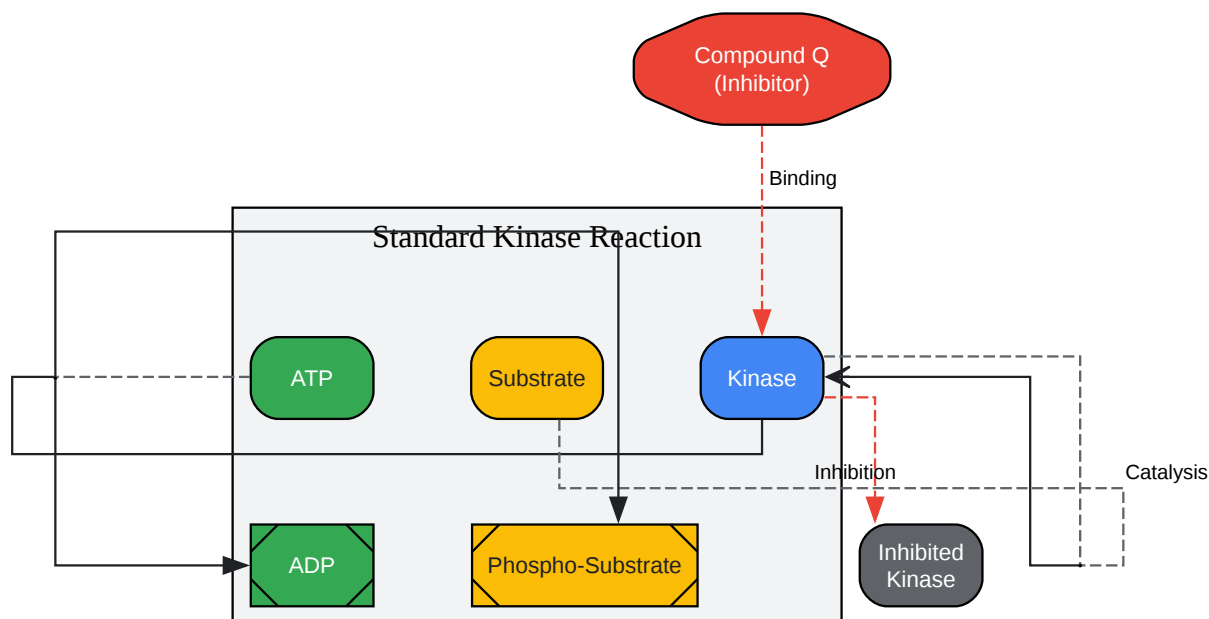 Compound Q
(Inhibitor)
Binding
Standard Kinase Reaction
ATP
Substrate
Kinase
Inhibition
Catalysis
ADP
Phospho-Substrate
Inhibited
Kinase